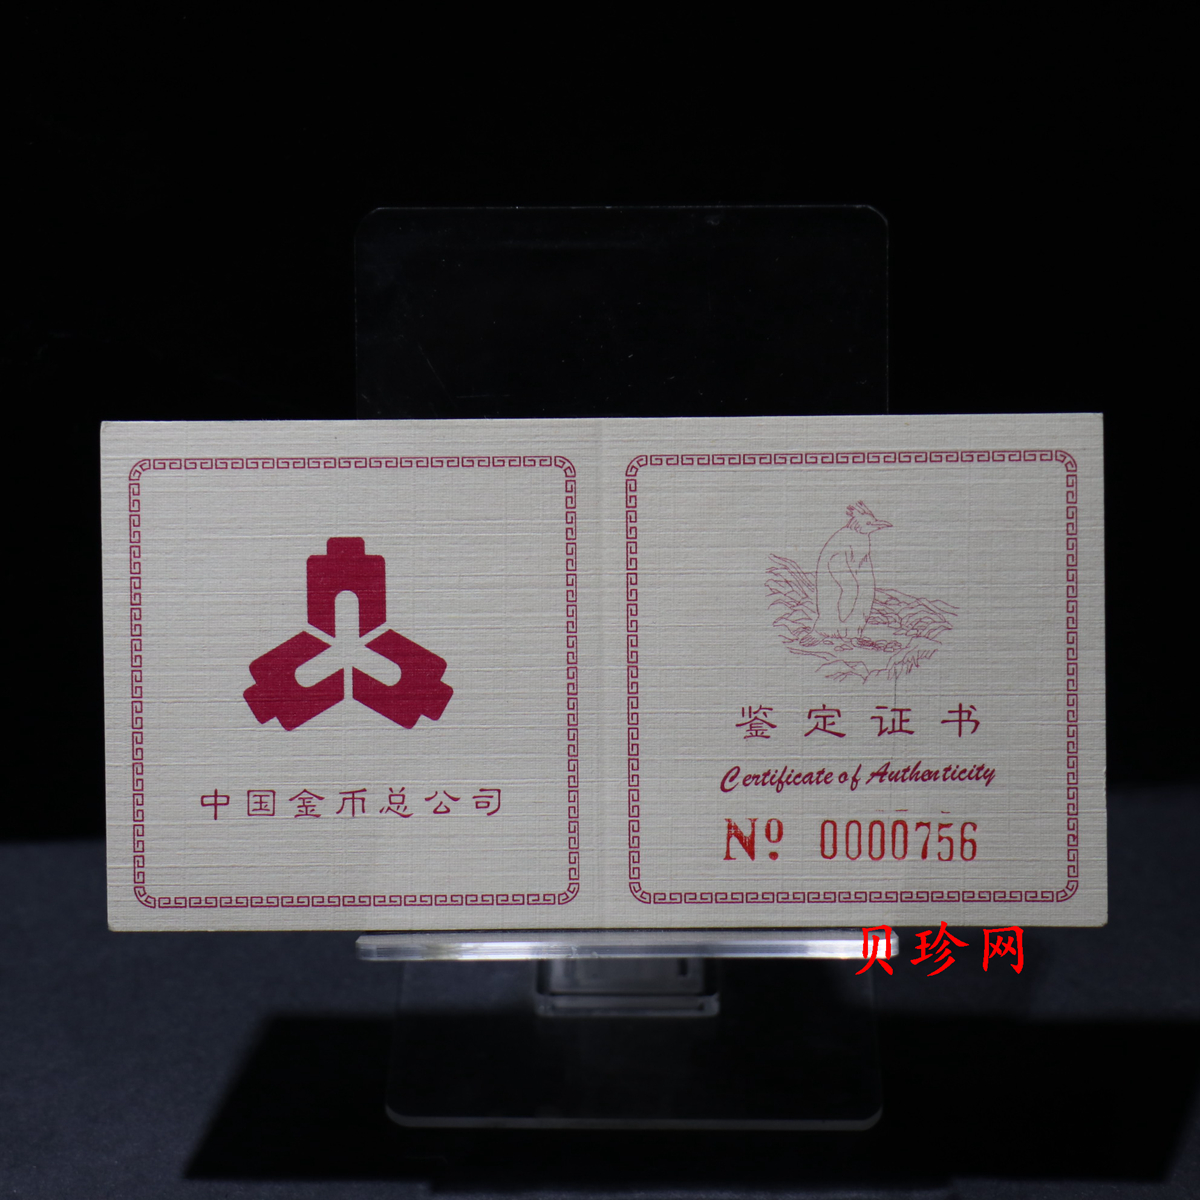 中国金币总公司
鉴定证书
Certificate of Authenticity
Nº 0000756
贝珍网